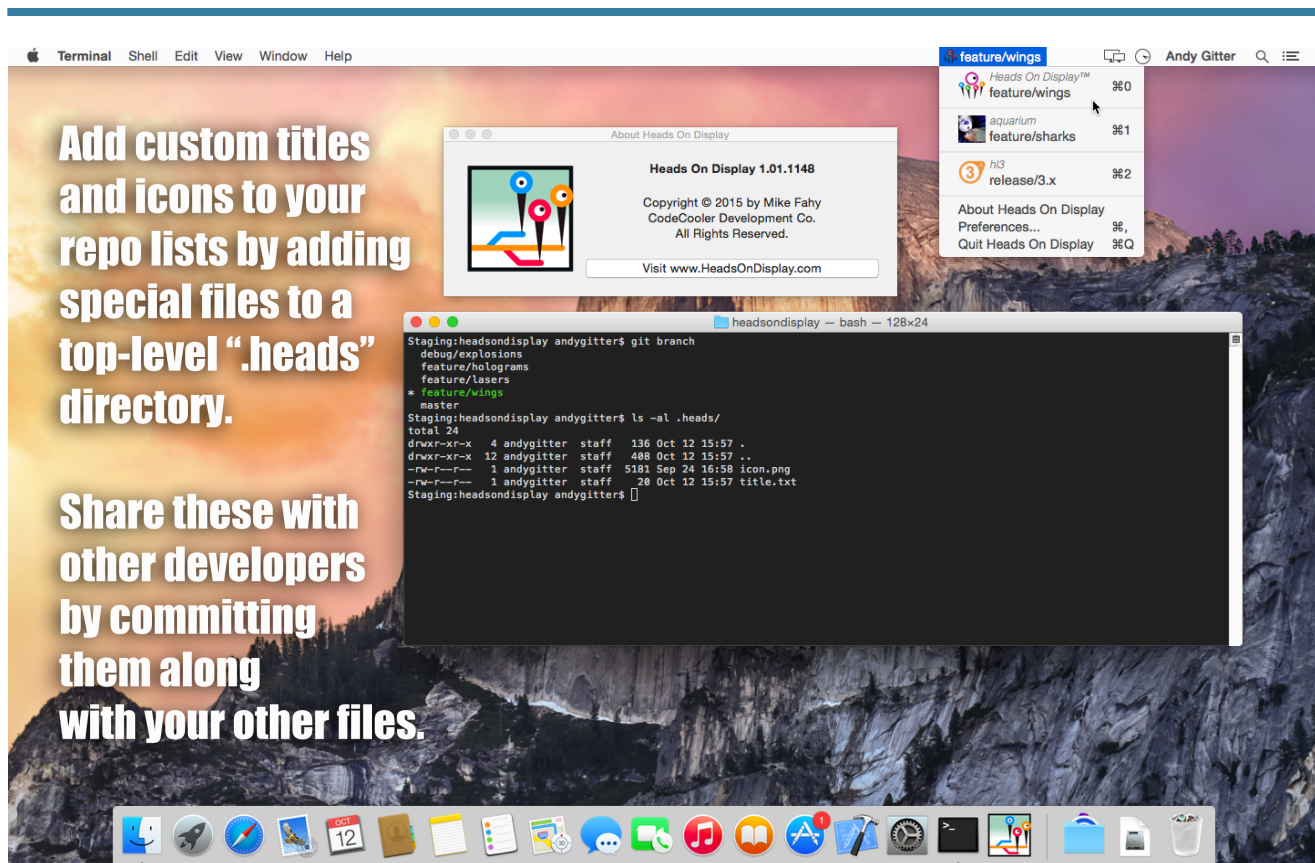 Terminal Shell Edit View Window Help
feature/wings
Andy Gitter
Heads On Display™
feature/wings ⌘0
aquarium
feature/sharks ⌘1
3
hl3
release/3.x ⌘2
About Heads On Display
Preferences... ⌘,
Quit Heads On Display ⌘Q
Add custom titles
and icons to your
repo lists by adding
special files to a
top-level “.heads”
directory.
Share these with
other developers
by committing
them along
with your other files.
About Heads On Display
Heads On Display 1.01.1148
Copyright © 2015 by Mike Fahy
CodeCooler Development Co.
All Rights Reserved.
Visit www.HeadsOnDisplay.com
headsondisplay — bash — 128×24
Staging:headsondisplay andygitter$ git branch
debug/explosions
feature/holograms
feature/lasers
* feature/wings
master
Staging:headsondisplay andygitter$ ls -al .heads/
total 24
drwxr-xr-x 4 andygitter staff 136 Oct 12 15:57 .
drwxr-xr-x 12 andygitter staff 408 Oct 12 15:57 ..
-rw-r--r-- 1 andygitter staff 5181 Sep 24 16:58 icon.png
-rw-r--r-- 1 andygitter staff 20 Oct 12 15:57 title.txt
Staging:headsondisplay andygitter$
OCT
12
3D
1
>_